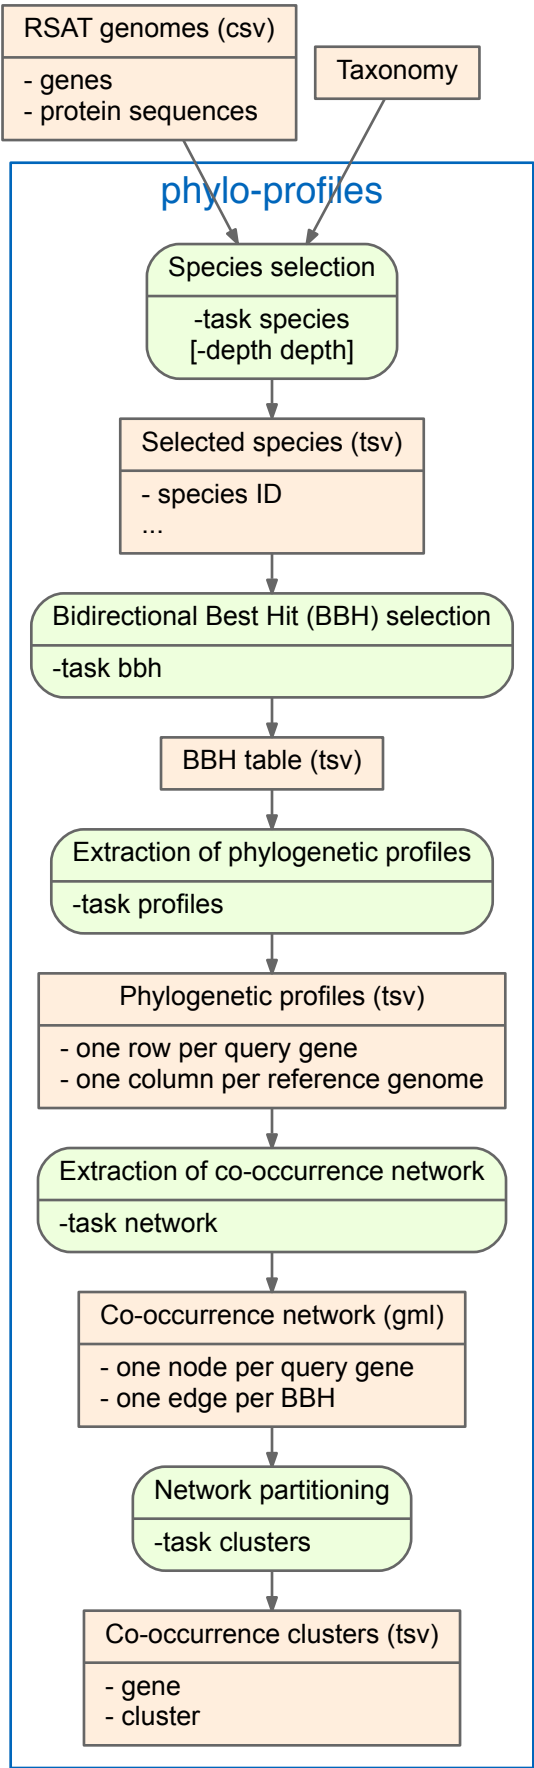 RSAT genomes (csv)
- genes
- protein sequences
Taxonomy
phylo-profiles
Species selection
-task species
[-depth depth]
Selected species (tsv)
- species ID
...
Bidirectional Best Hit (BBH) selection
-task bbh
BBH table (tsv)
Extraction of phylogenetic profiles
-task profiles
Phylogenetic profiles (tsv)
- one row per query gene
- one column per reference genome
Extraction of co-occurrence network
-task network
Co-occurrence network (gml)
- one node per query gene
- one edge per BBH
Network partitioning
-task clusters
Co-occurrence clusters (tsv)
- gene
- cluster